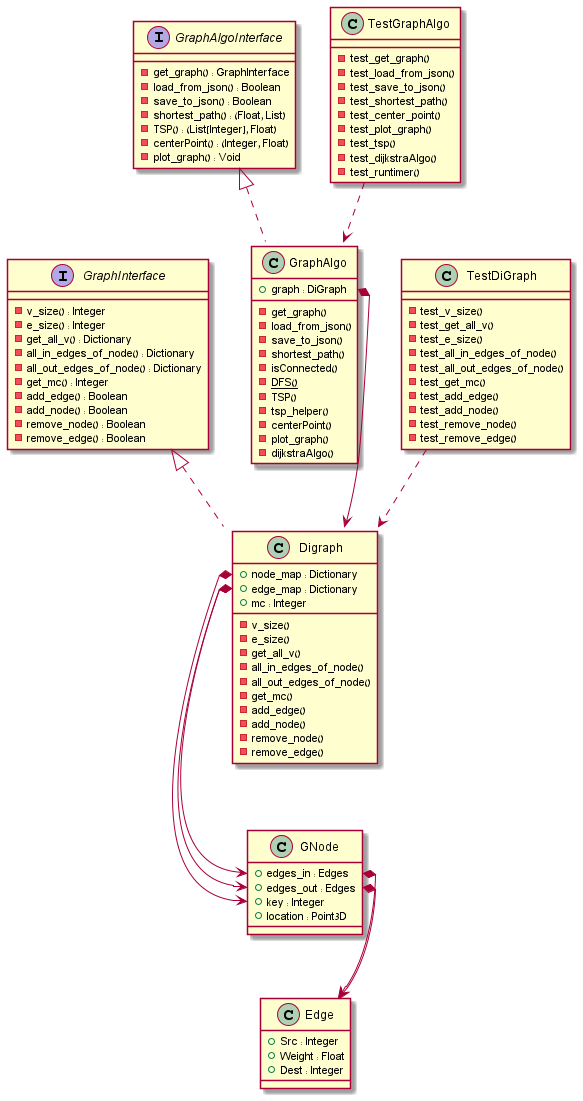 I GraphAlgoInterface
get_graph() : GraphInterface
load_from_json() : Boolean
save_to_json() : Boolean
shortest_path() : (Float, List)
TSP() : (List[Integer], Float)
centerPoint() : (Integer, Float)
plot_graph() : Void
C TestGraphAlgo
test_get_graph()
test_load_from_json()
test_save_to_json()
test_shortest_path()
test_center_point()
test_plot_graph()
test_tsp()
test_dijkstraAlgo()
test_runtimer()
I GraphInterface
v_size() : Integer
e_size() : Integer
get_all_v() : Dictionary
all_in_edges_of_node() : Dictionary
all_out_edges_of_node() : Dictionary
get_mc() : Integer
add_edge() : Boolean
add_node() : Boolean
remove_node() : Boolean
remove_edge() : Boolean
C GraphAlgo
graph : DiGraph
get_graph()
load_from_json()
save_to_json()
shortest_path()
isConnected()
DFS()
TSP()
tsp_helper()
centerPoint()
plot_graph()
dijkstraAlgo()
C TestDiGraph
test_v_size()
test_get_all_v()
test_e_size()
test_all_in_edges_of_node()
test_all_out_edges_of_node()
test_get_mc()
test_add_edge()
test_add_node()
test_remove_node()
test_remove_edge()
C Digraph
node_map : Dictionary
edge_map : Dictionary
mc : Integer
v_size()
e_size()
get_all_v()
all_in_edges_of_node()
all_out_edges_of_node()
get_mc()
add_edge()
add_node()
remove_node()
remove_edge()
C GNode
edges_in : Edges
edges_out : Edges
key : Integer
location : Point3D
C Edge
Src : Integer
Weight : Float
Dest : Integer